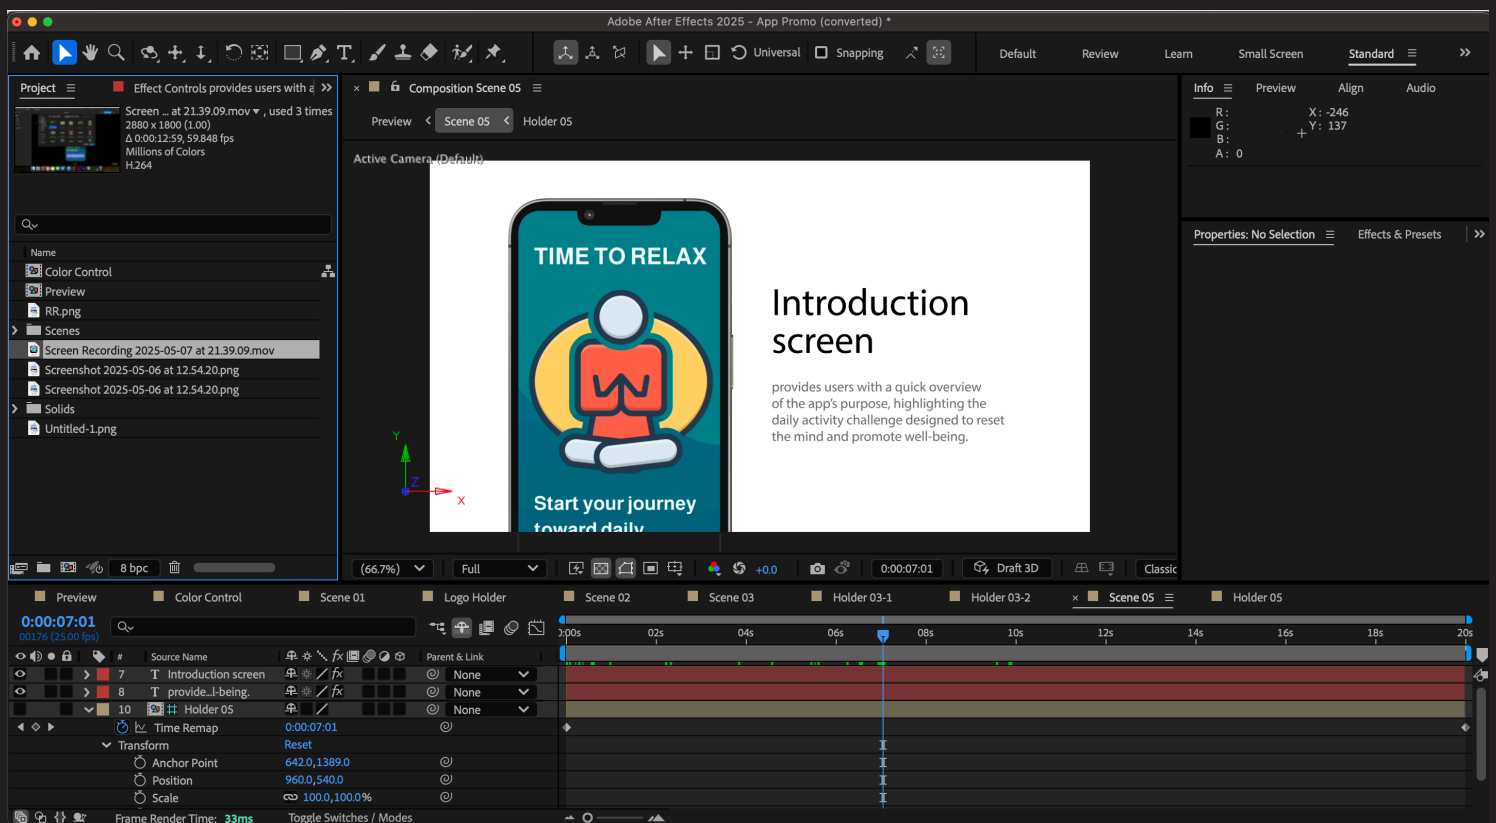 Adobe After Effects 2025 - App Promo (converted) *
Universal
Snapping
Default
Review
Learn
Small Screen
Standard
Project
Effect Controls provides users with a
Screen ... at 21.39.09.mov ▾ , used 3 times
2880 x 1800 (1.00)
Δ 0:00:12:59, 59.848 fps
Millions of Colors
H.264
Name
Color Control
Preview
RR.png
Scenes
Screen Recording 2025-05-07 at 21.39.09.mov
Screenshot 2025-05-06 at 12.54.20.png
Screenshot 2025-05-06 at 12.54.20.png
Solids
Untitled-1.png
8 bpc
Composition Scene 05
Preview
Scene 05
Holder 05
Active Camera (Default)
TIME TO RELAX
Start your journey
toward daily
Introduction
screen
provides users with a quick overview
of the app's purpose, highlighting the
daily activity challenge designed to reset
the mind and promote well-being.
Y
Z
X
(66.7%)
Full
+0.0
0:00:07:01
Draft 3D
Classic
Info
Preview
Align
Audio
R:
G:
B:
A: 0
X: -246
Y: 137
Properties: No Selection
Effects & Presets
Preview
Color Control
Scene 01
Logo Holder
Scene 02
Scene 03
Holder 03-1
Holder 03-2
Scene 05
Holder 05
0:00:07:01
00176 (25.00 fps)
):00s 02s 04s 06s 08s 10s 12s 14s 16s 18s 20s
# Source Name
fx
Parent & Link
7 T Introduction screen fx None
8 T provide...l-being. fx None
10 Holder 05 None
Time Remap 0:00:07:01
Transform Reset
Anchor Point 642.0,1389.0
Position 960.0,540.0
Scale 100.0,100.0%
Frame Render Time: 33ms
Toggle Switches / Modes